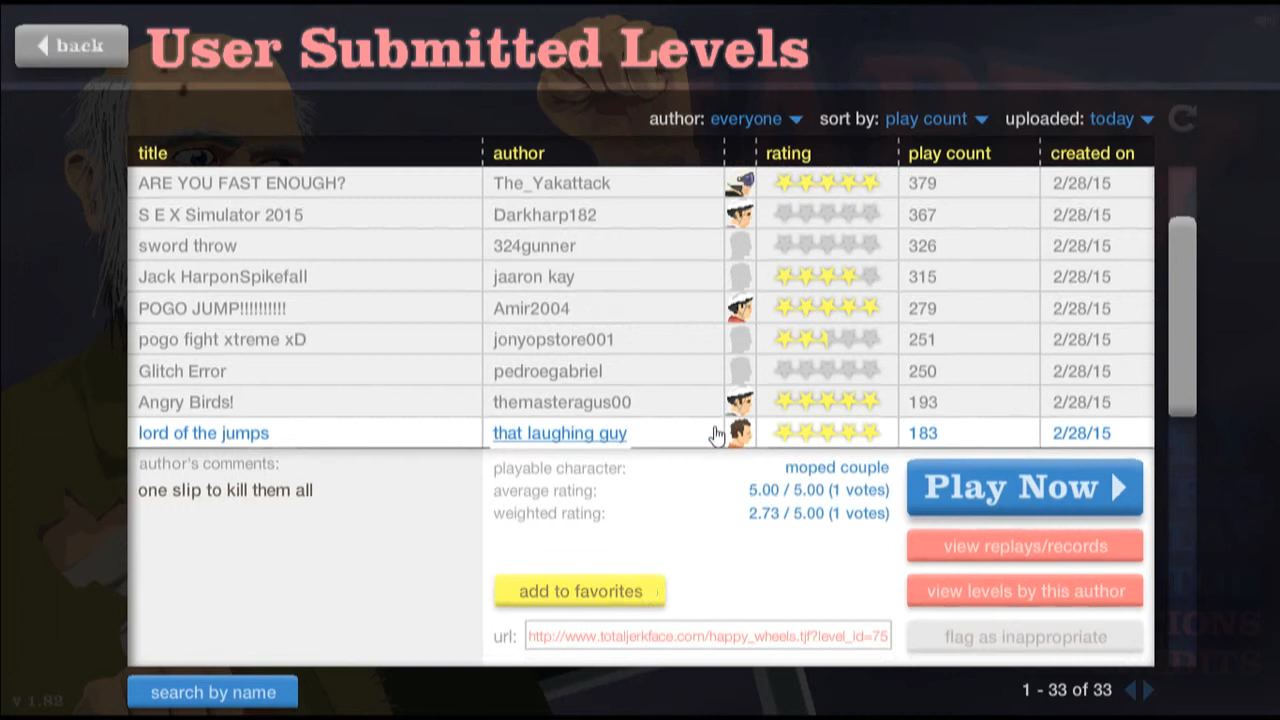 back
User Submitted Levels
author: everyone sort by: play count uploaded: today
title author rating play count created on
ARE YOU FAST ENOUGH? The_Yakattack 379 2/28/15
S E X Simulator 2015 Darkharp182 367 2/28/15
sword throw 324gunner 326 2/28/15
Jack HarponSpikefall jaaron kay 315 2/28/15
POGO JUMP!!!!!!!!!! Amir2004 279 2/28/15
pogo fight xtreme xD jonyopstore001 251 2/28/15
Glitch Error pedroegabriel 250 2/28/15
Angry Birds! themasteragus00 193 2/28/15
lord of the jumps that laughing guy 183 2/28/15
author's comments:
one slip to kill them all
playable character: moped couple
average rating: 5.00 / 5.00 (1 votes)
weighted rating: 2.73 / 5.00 (1 votes)
add to favorites
url: http://www.totaljerkface.com/happy_wheels.tjf?level_id=75
Play Now
view replays/records
view levels by this author
flag as inappropriate
v 1.82
search by name
1 - 33 of 33